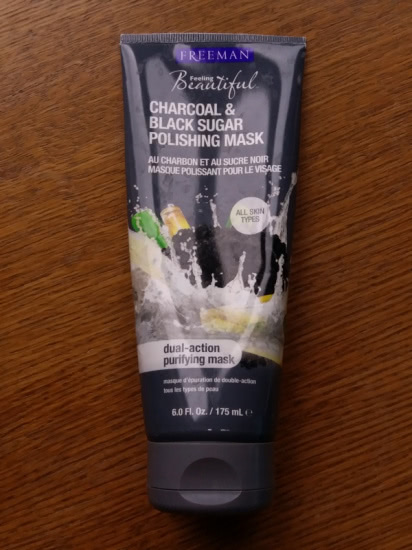 FREEMAN
Feeling
Beautiful
CHARCOAL &
BLACK SUGAR
POLISHING MASK
AU CHARBON ET AU SUCRE NOIR
MASQUE POLISSANT POUR LE VISAGE
ALL SKIN
TYPES
dual-action
purifying mask
masque d'épuration de double-action
tous les types de peau
6.0 Fl. Oz. / 175 mL ℮